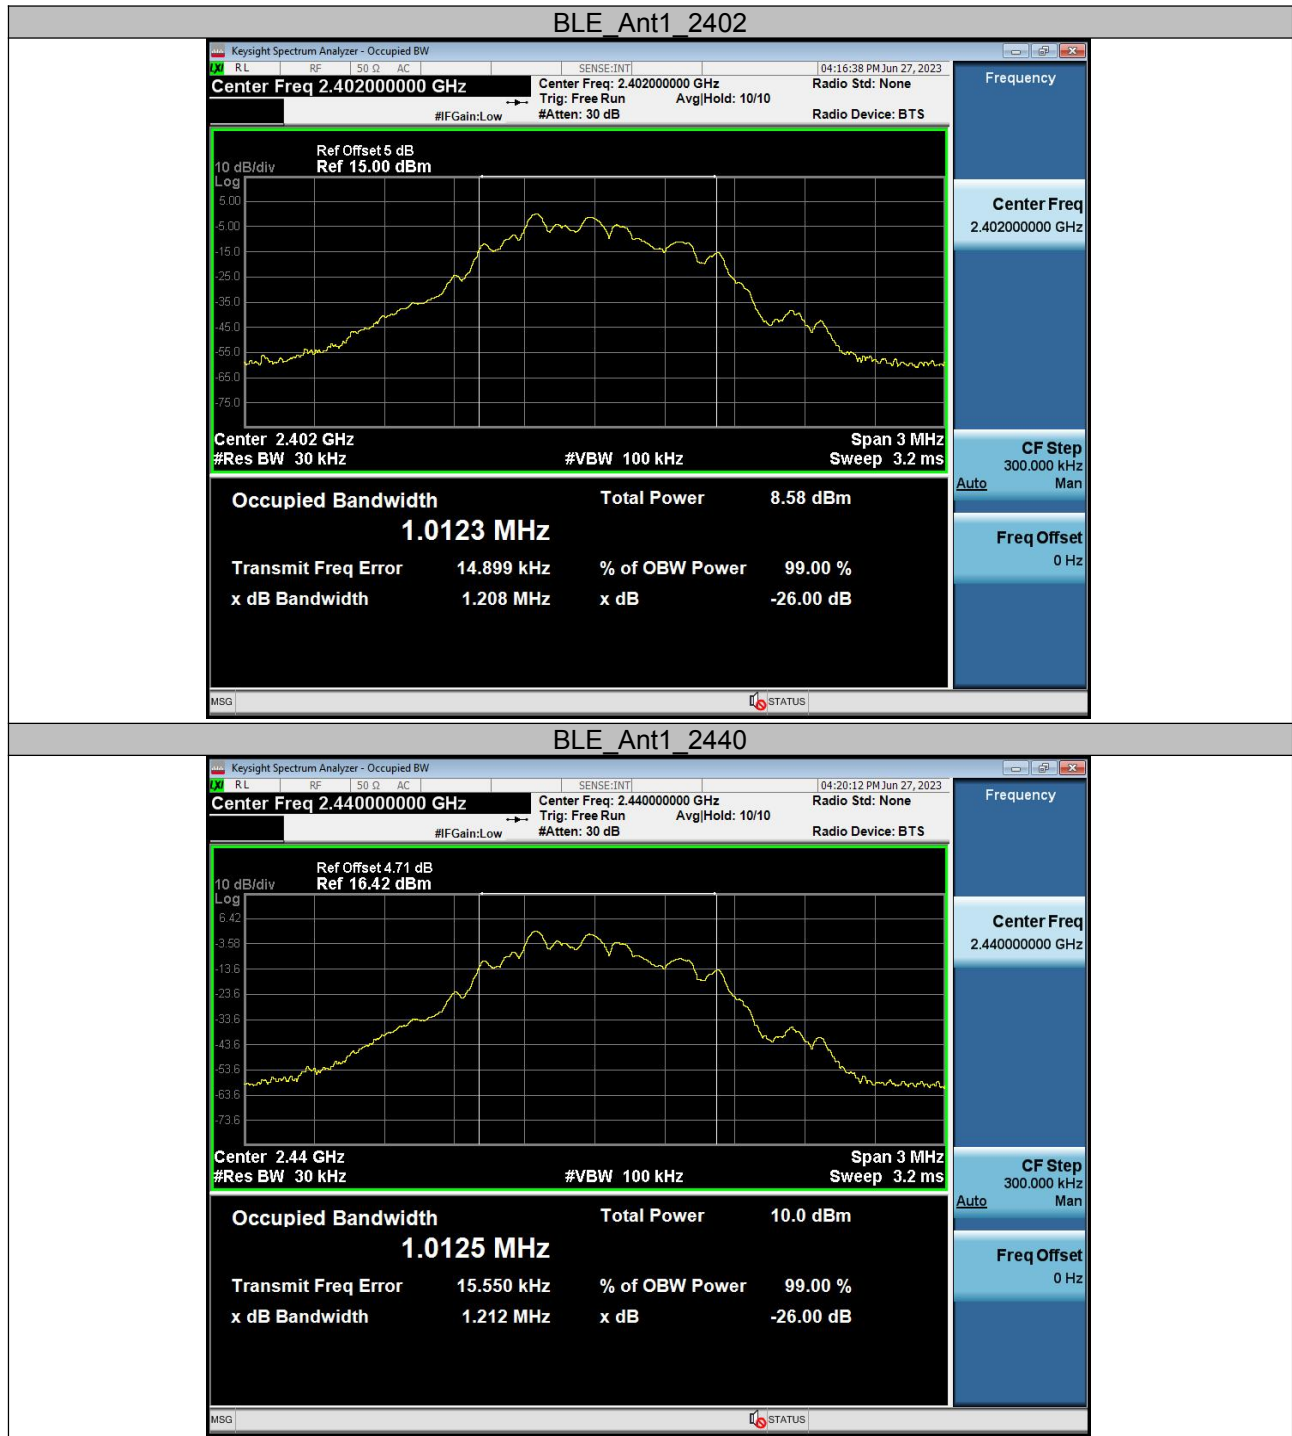 BLE_Ant1_2402
Keysight Spectrum Analyzer - Occupied BW
LXI RL RF 50 Ω AC SENSE:INT 04:16:38 PM Jun 27, 2023
Center Freq 2.402000000 GHz Center Freq: 2.402000000 GHz Radio Std: None Frequency
Trig: Free Run Avg|Hold: 10/10
#IFGain:Low #Atten: 30 dB Radio Device: BTS
Ref Offset 5 dB
10 dB/div Ref 15.00 dBm
Log
5.00
-5.00
-15.0
-25.0
-35.0
-45.0
-55.0
-65.0
-75.0
Center Freq
2.402000000 GHz
Center 2.402 GHz Span 3 MHz
#Res BW 30 kHz #VBW 100 kHz Sweep 3.2 ms
CF Step
300.000 kHz
Auto Man
Occupied Bandwidth Total Power 8.58 dBm
1.0123 MHz
Freq Offset
0 Hz
Transmit Freq Error 14.899 kHz % of OBW Power 99.00 %
x dB Bandwidth 1.208 MHz x dB -26.00 dB
MSG STATUS
BLE_Ant1_2440
Keysight Spectrum Analyzer - Occupied BW
LXI RL RF 50 Ω AC SENSE:INT 04:20:12 PM Jun 27, 2023
Center Freq 2.440000000 GHz Center Freq: 2.440000000 GHz Radio Std: None Frequency
Trig: Free Run Avg|Hold: 10/10
#IFGain:Low #Atten: 30 dB Radio Device: BTS
Ref Offset 4.71 dB
10 dB/div Ref 16.42 dBm
Log
6.42
-3.58
-13.6
-23.6
-33.6
-43.6
-53.6
-63.6
-73.6
Center Freq
2.440000000 GHz
Center 2.44 GHz Span 3 MHz
#Res BW 30 kHz #VBW 100 kHz Sweep 3.2 ms
CF Step
300.000 kHz
Auto Man
Occupied Bandwidth Total Power 10.0 dBm
1.0125 MHz
Freq Offset
0 Hz
Transmit Freq Error 15.550 kHz % of OBW Power 99.00 %
x dB Bandwidth 1.212 MHz x dB -26.00 dB
MSG STATUS